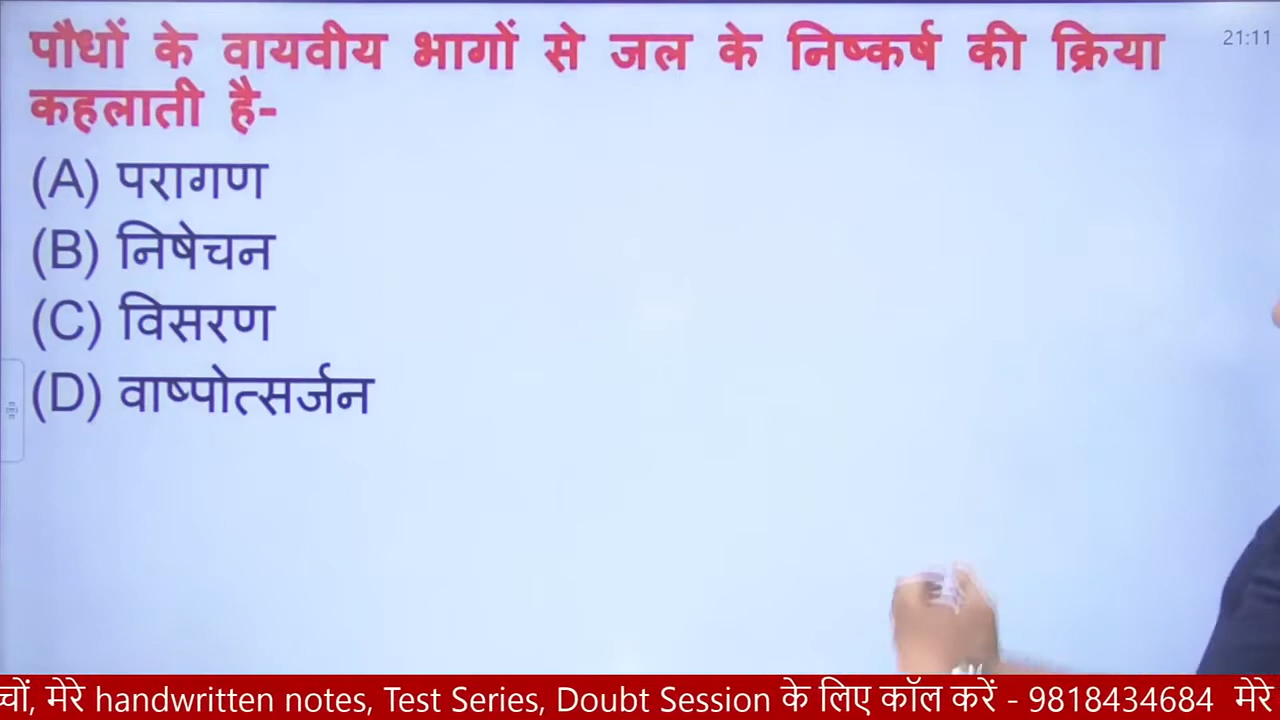 पौधों के वायवीय भागों से जल के निष्कर्ष की क्रिया
21:11
कहलाती है-
(A) परागण
(B) निषेचन
(C) विसरण
(D) वाष्पोत्सर्जन
चों, मेरे handwritten notes, Test Series, Doubt Session के लिए कॉल करें - 9818434684 मेरे